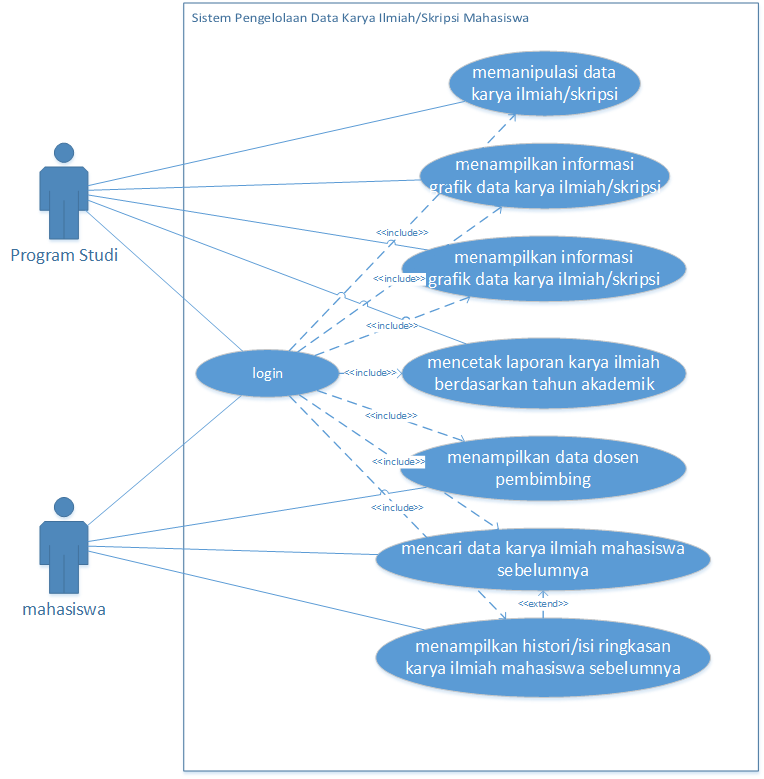 Sistem Pengelolaan Data Karya Ilmiah/Skripsi Mahasiswa
memanipulasi data
karya ilmiah/skripsi
menampilkan informasi
grafik data karya ilmiah/skripsi
<<include>>
Program Studi
menampilkan informasi
grafik data karya ilmiah/skripsi
<<include>>
<<include>>
login
<<include>>
mencetak laporan karya ilmiah
berdasarkan tahun akademik
<<include>>
menampilkan data dosen
pembimbing
<<include>>
<<include>>
mencari data karya ilmiah mahasiswa
sebelumnya
mahasiswa
<<extend>>
menampilkan histori/isi ringkasan
karya ilmiah mahasiswa sebelumnya